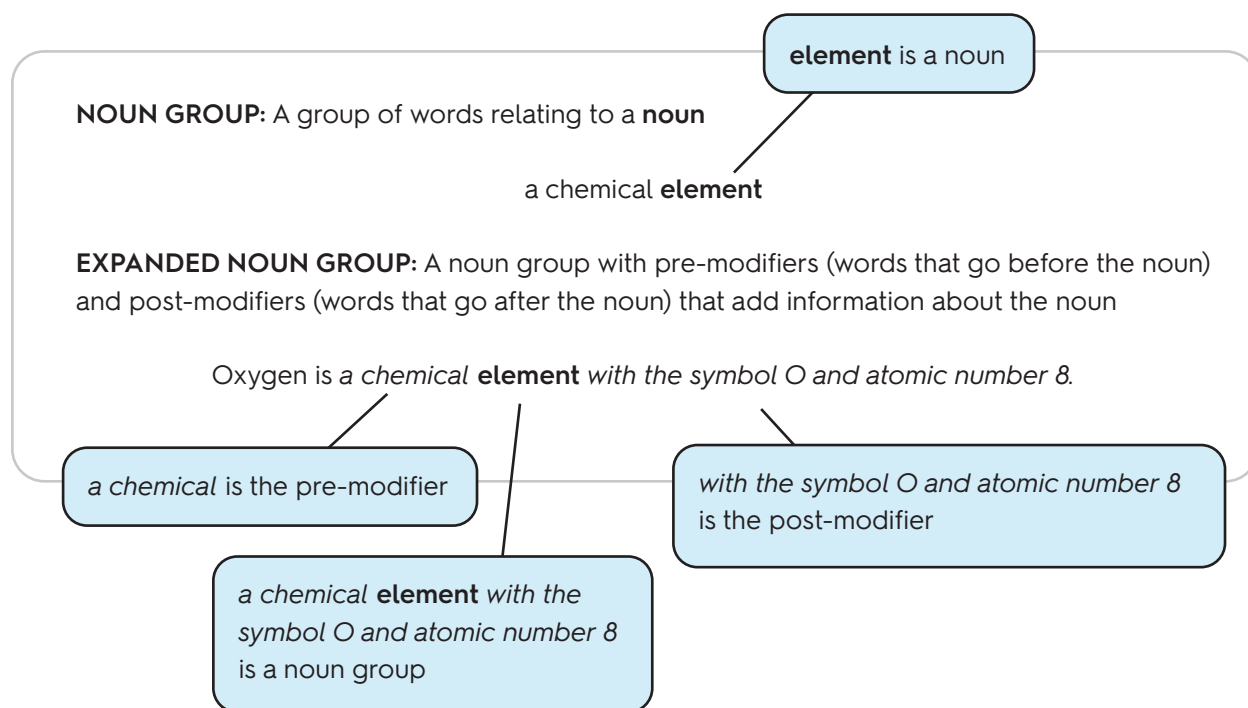 element is a noun
NOUN GROUP: A group of words relating to a noun
a chemical element
EXPANDED NOUN GROUP: A noun group with pre-modifiers (words that go before the noun)
and post-modifiers (words that go after the noun) that add information about the noun
Oxygen is a chemical element with the symbol O and atomic number 8.
a chemical is the pre-modifier
with the symbol O and atomic number 8
is the post-modifier
a chemical element with the
symbol O and atomic number 8
is a noun group